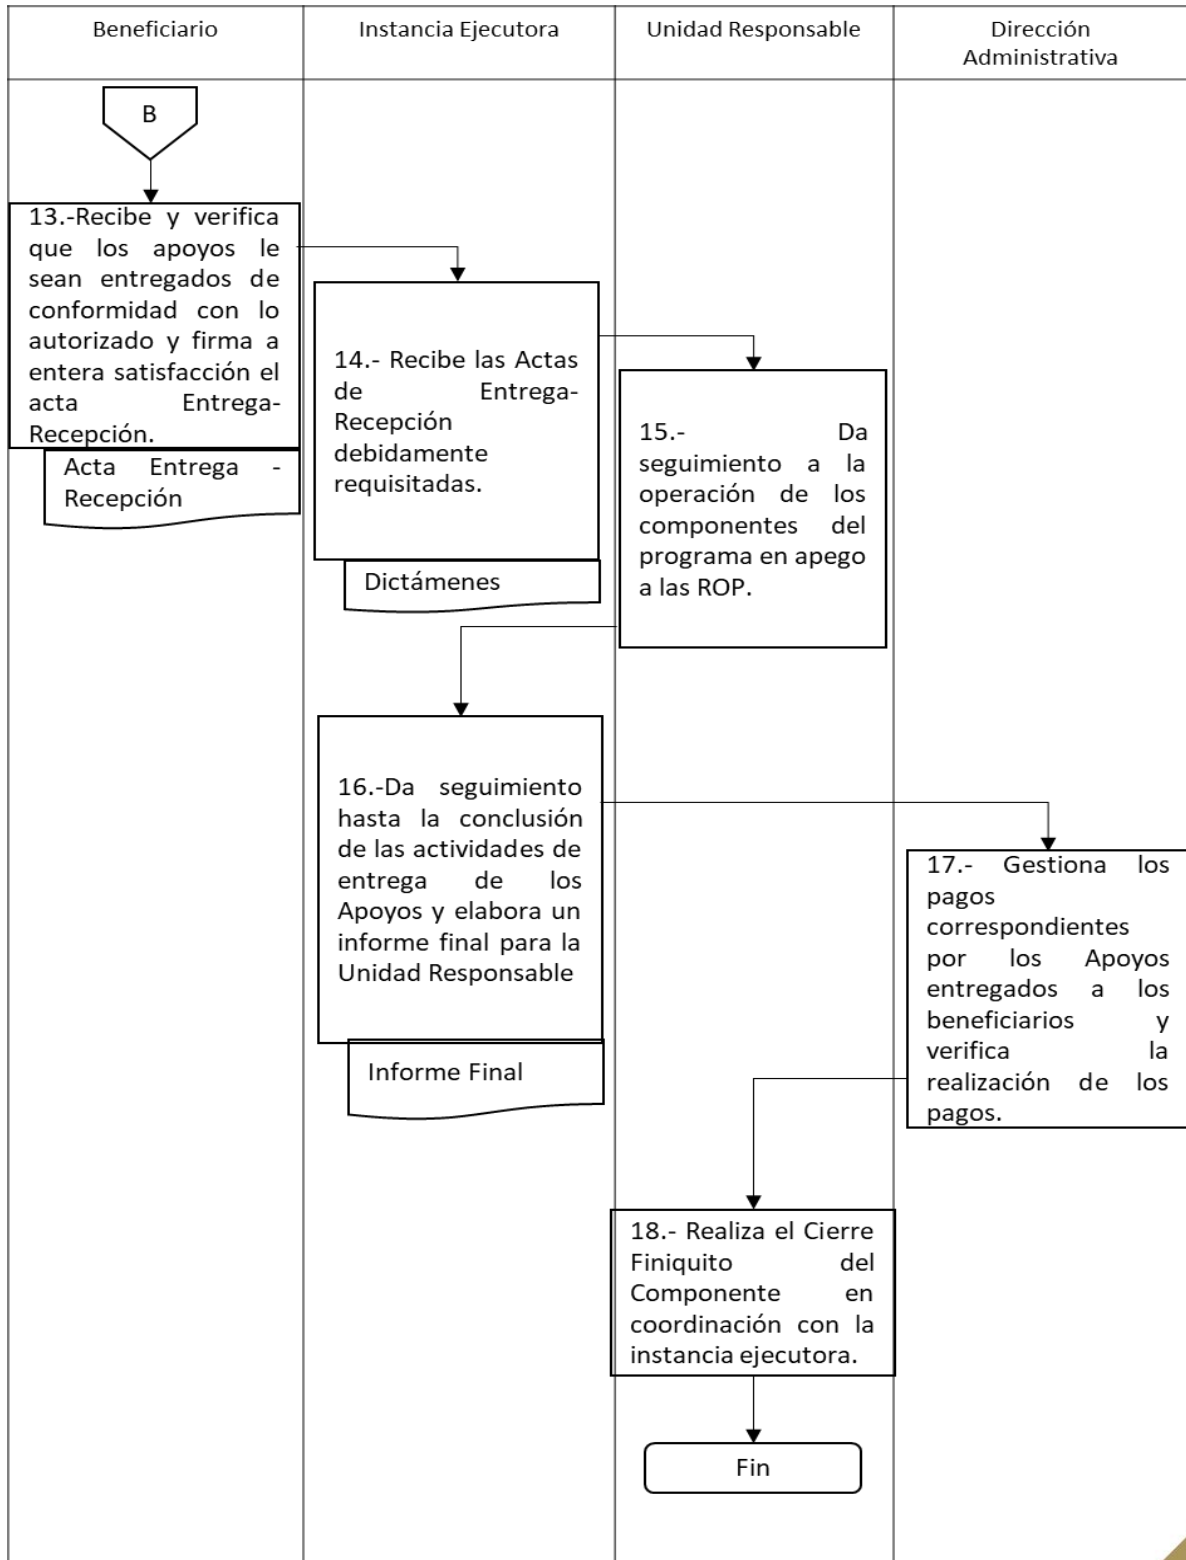 Beneficiario
Instancia Ejecutora
Unidad Responsable
Dirección
Administrativa
B
13.-Recibe y verifica
que los apoyos le
sean entregados de
conformidad con lo
autorizado y firma a
entera satisfacción el
acta Entrega-
Recepción.
Acta Entrega -
Recepción
14.- Recibe las Actas
de Entrega-
Recepción
debidamente
requisitadas.
Dictámenes
15.- Da
seguimiento a la
operación de los
componentes del
programa en apego
a las ROP.
16.-Da seguimiento
hasta la conclusión
de las actividades de
entrega de los
Apoyos y elabora un
informe final para la
Unidad Responsable
Informe Final
17.- Gestiona los
pagos
correspondientes
por los Apoyos
entregados a los
beneficiarios y
verifica la
realización de los
pagos.
18.- Realiza el Cierre
Finiquito del
Componente en
coordinación con la
instancia ejecutora.
Fin